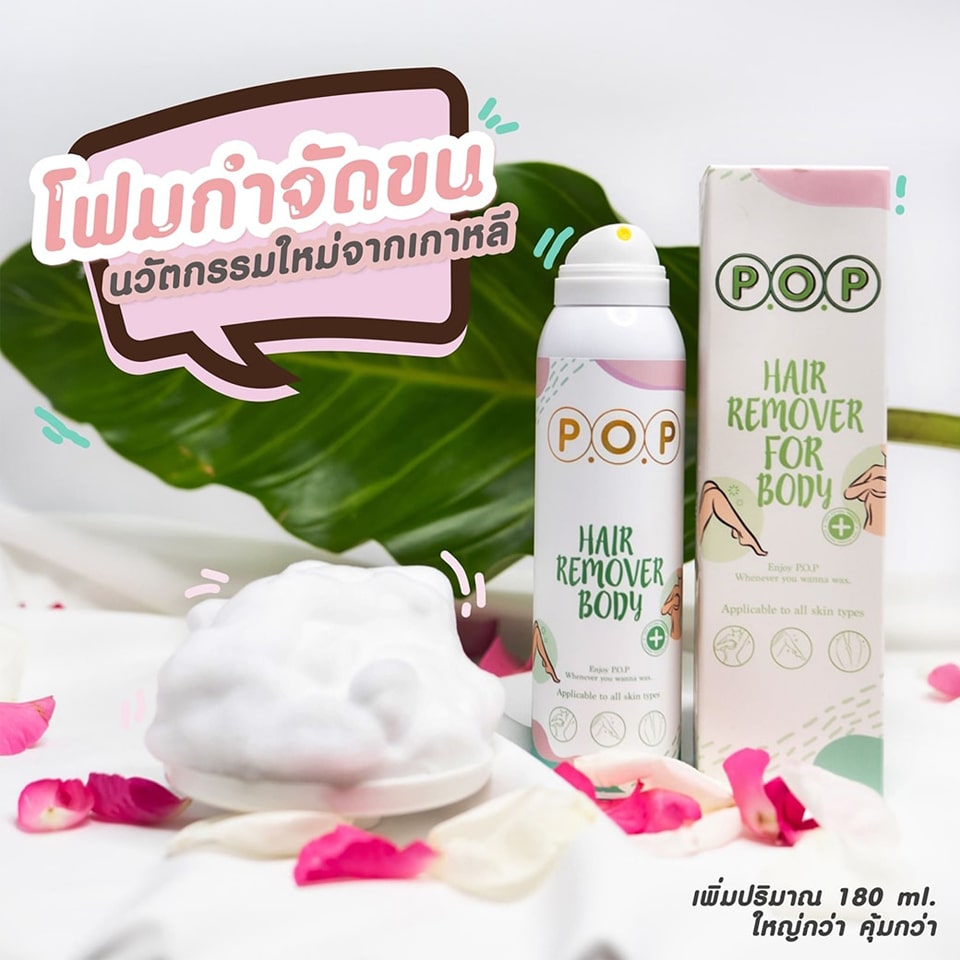 โฟมกำจัดขน
นวัตกรรมใหม่จากเกาหลี
P.O.P
HAIR
REMOVER
BODY
Enjoy P.O.P
Whenever you wanna wax.
Applicable to all skin types
P.O.P
HAIR
REMOVER
FOR
BODY
Enjoy P.O.P
Whenever you wanna wax.
Applicable to all skin types
เพิ่มปริมาณ 180 ml.
ใหญ่กว่า คุ้มกว่า